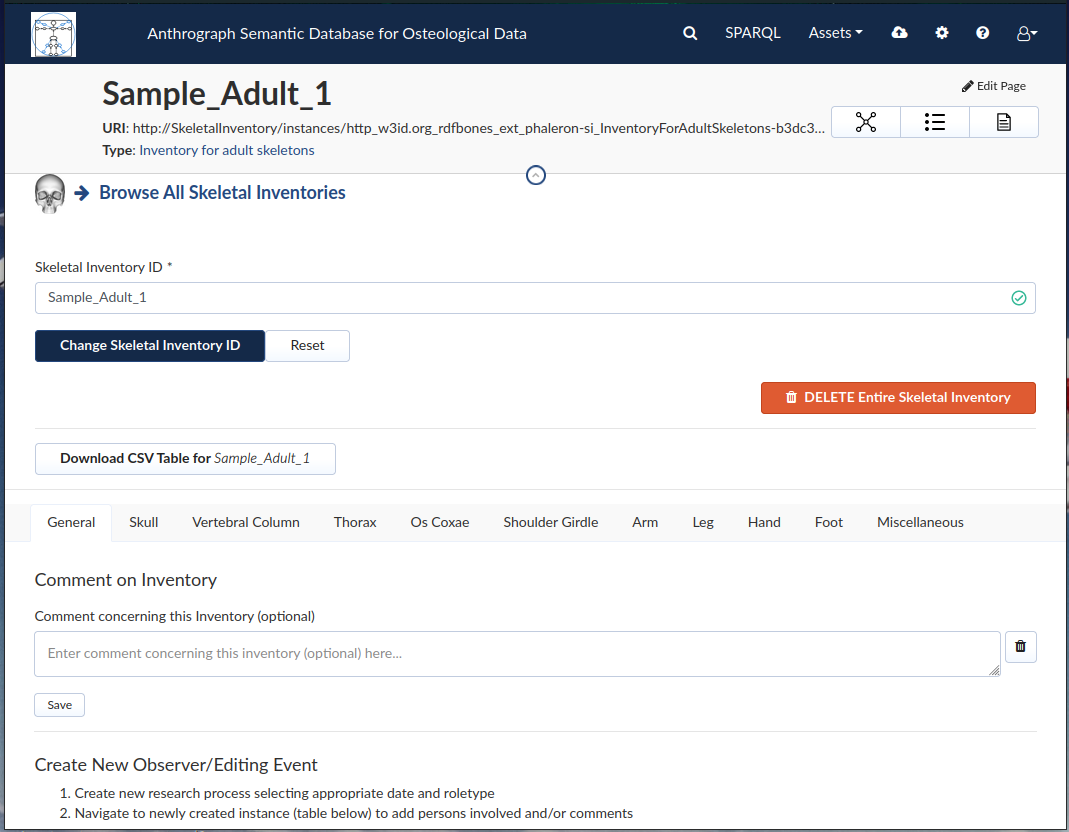 Anthrograph Semantic Database for Osteological Data
SPARQL
Assets
Sample_Adult_1
Edit Page
URI: http://SkeletalInventory/instances/http_w3id.org_rdfbones_ext_phaleron-si_InventoryForAdultSkeletons-b3dc3...
Type: Inventory for adult skeletons
Browse All Skeletal Inventories
Skeletal Inventory ID *
Sample_Adult_1
Change Skeletal Inventory ID
Reset
DELETE Entire Skeletal Inventory
Download CSV Table for Sample_Adult_1
General
Skull
Vertebral Column
Thorax
Os Coxae
Shoulder Girdle
Arm
Leg
Hand
Foot
Miscellaneous
Comment on Inventory
Comment concerning this Inventory (optional)
Enter comment concerning this inventory (optional) here...
Save
Create New Observer/Editing Event
1. Create new research process selecting appropriate date and roletype
2. Navigate to newly created instance (table below) to add persons involved and/or comments